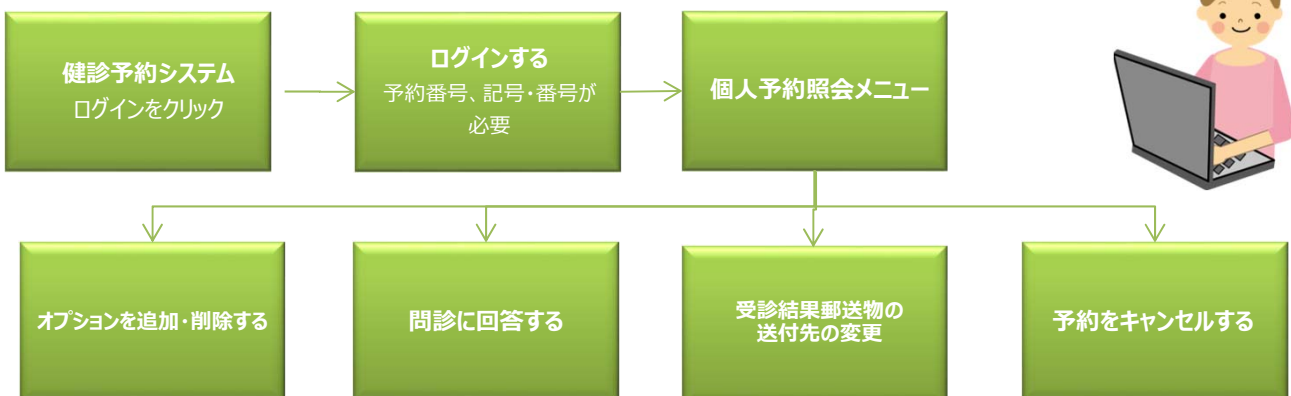 健診予約システム
ログインをクリック
ログインする
予約番号、記号・番号が
必要
個人予約照会メニュー
オプションを追加・削除する
問診に回答する
受診結果郵送物の
送付先の変更
予約をキャンセルする